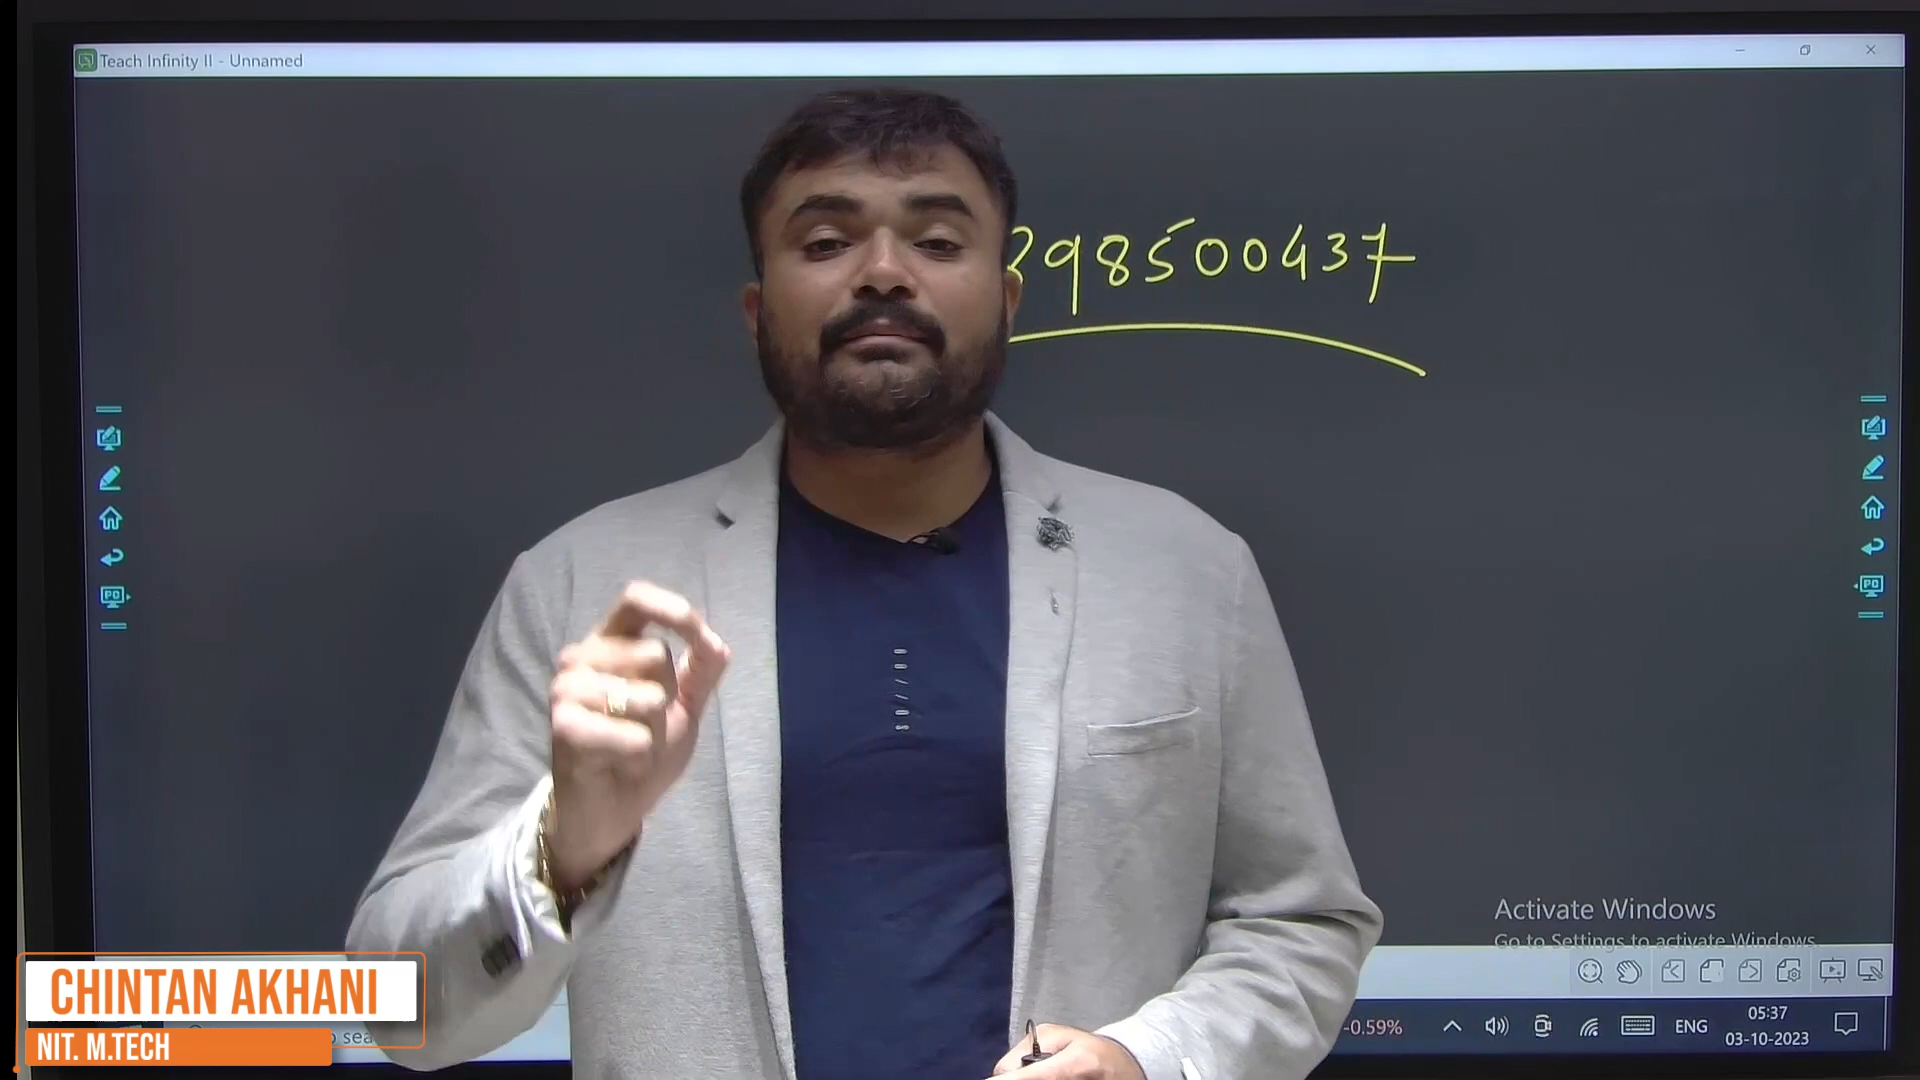 Teach Infinity II - Unnamed
98500437
Activate Windows
Go to Settings to activate Windows.
CHINTAN AKHANI
NIT. M.TECH
-0.59%
ENG
05:37
03-10-2023